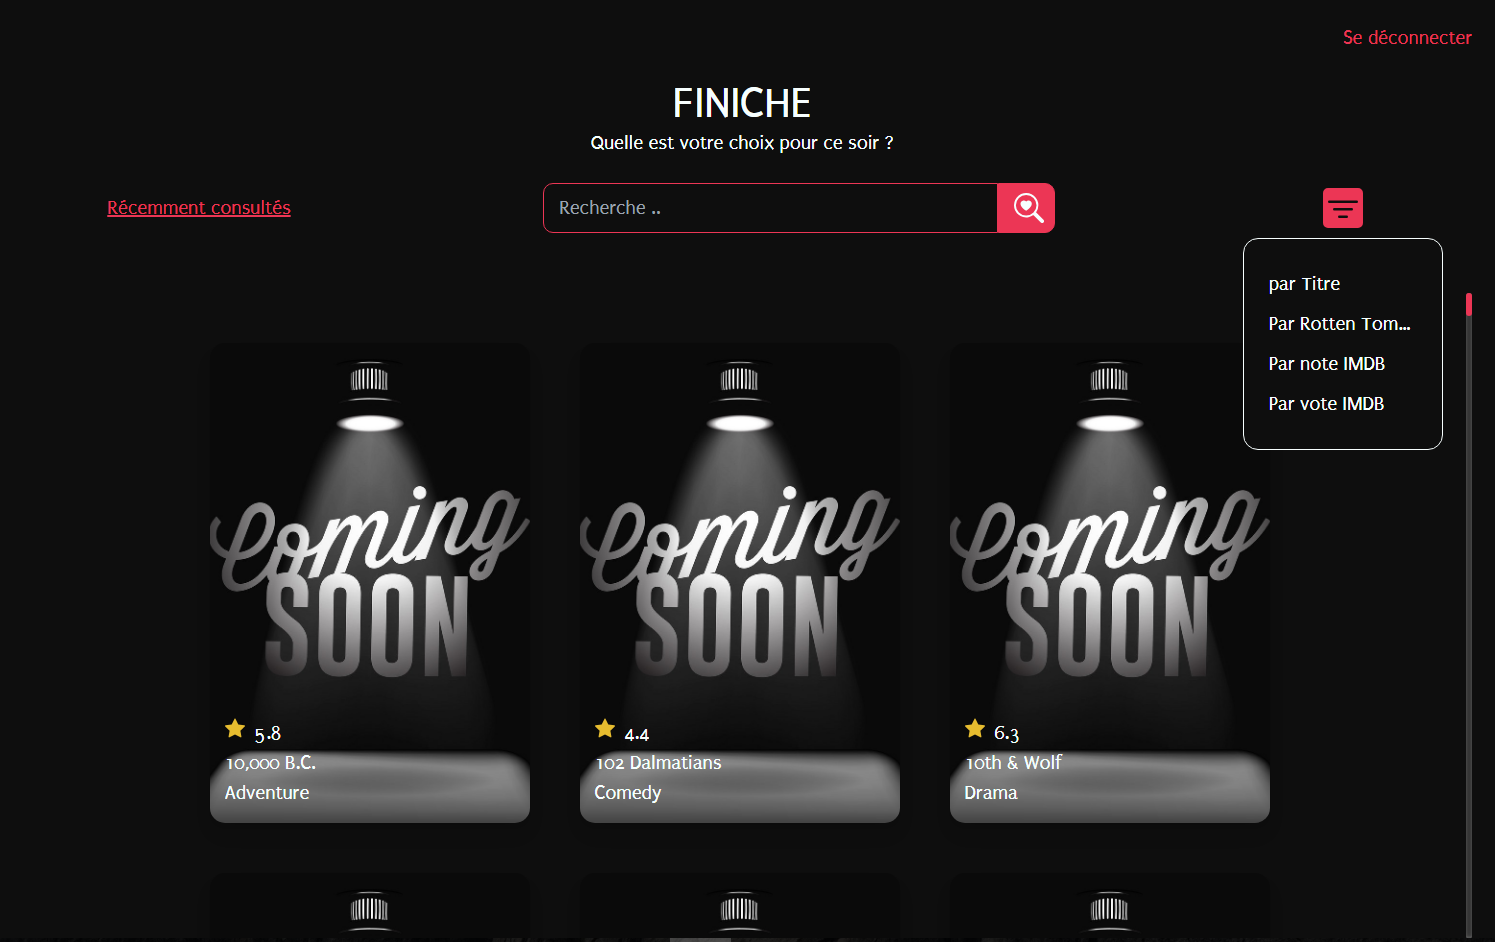 Se déconnecter
FINICHE
Quelle est votre choix pour ce soir ?
Récemment consultés
Recherche ..
par Titre
Par Rotten Tom...
Par note IMDB
Par vote IMDB
Coming
SOON
5.8
10,000 B.C.
Adventure
Coming
SOON
4.4
102 Dalmatians
Comedy
Coming
SOON
6.3
10th & Wolf
Drama